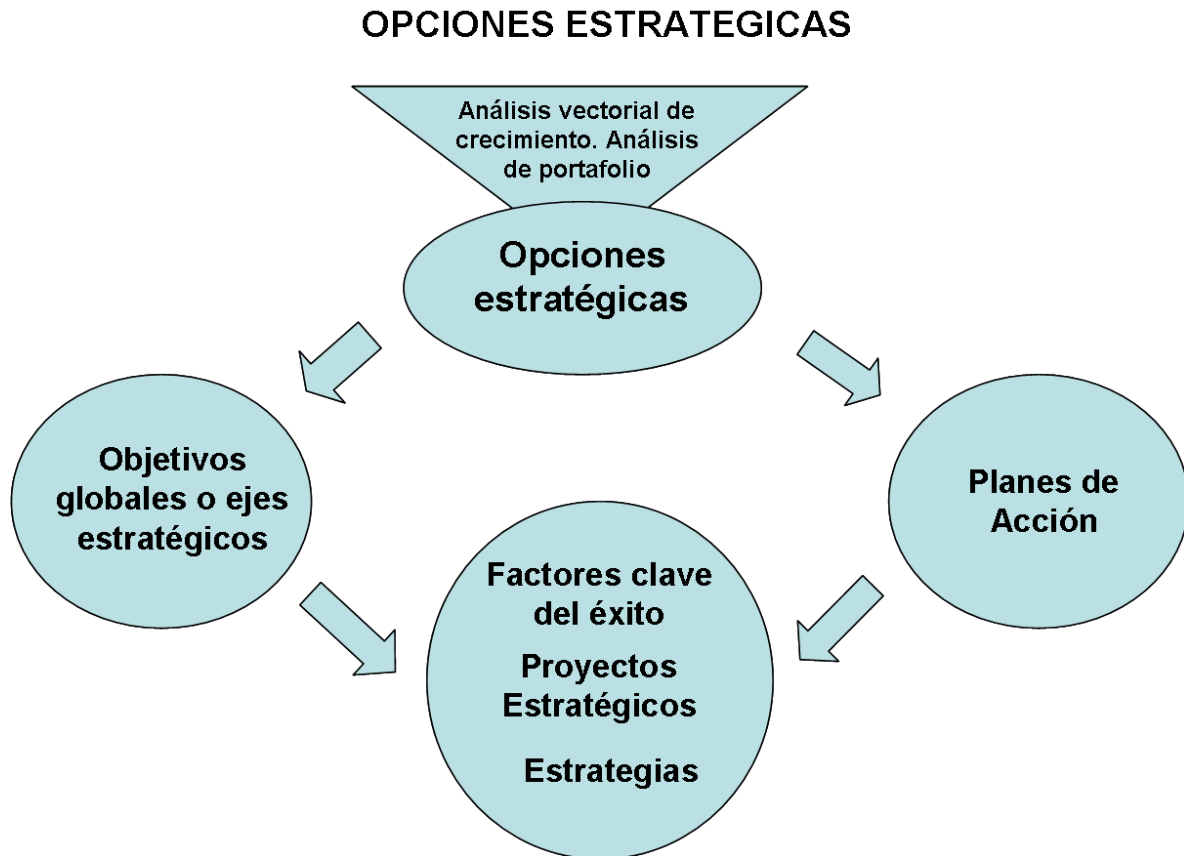 OPCIONES ESTRATEGICAS
Análisis vectorial de
crecimiento. Análisis
de portafolio
Opciones
estratégicas
Objetivos
globales o ejes
estratégicos
Planes de
Acción
Factores clave
del éxito
Proyectos
Estratégicos
Estrategias